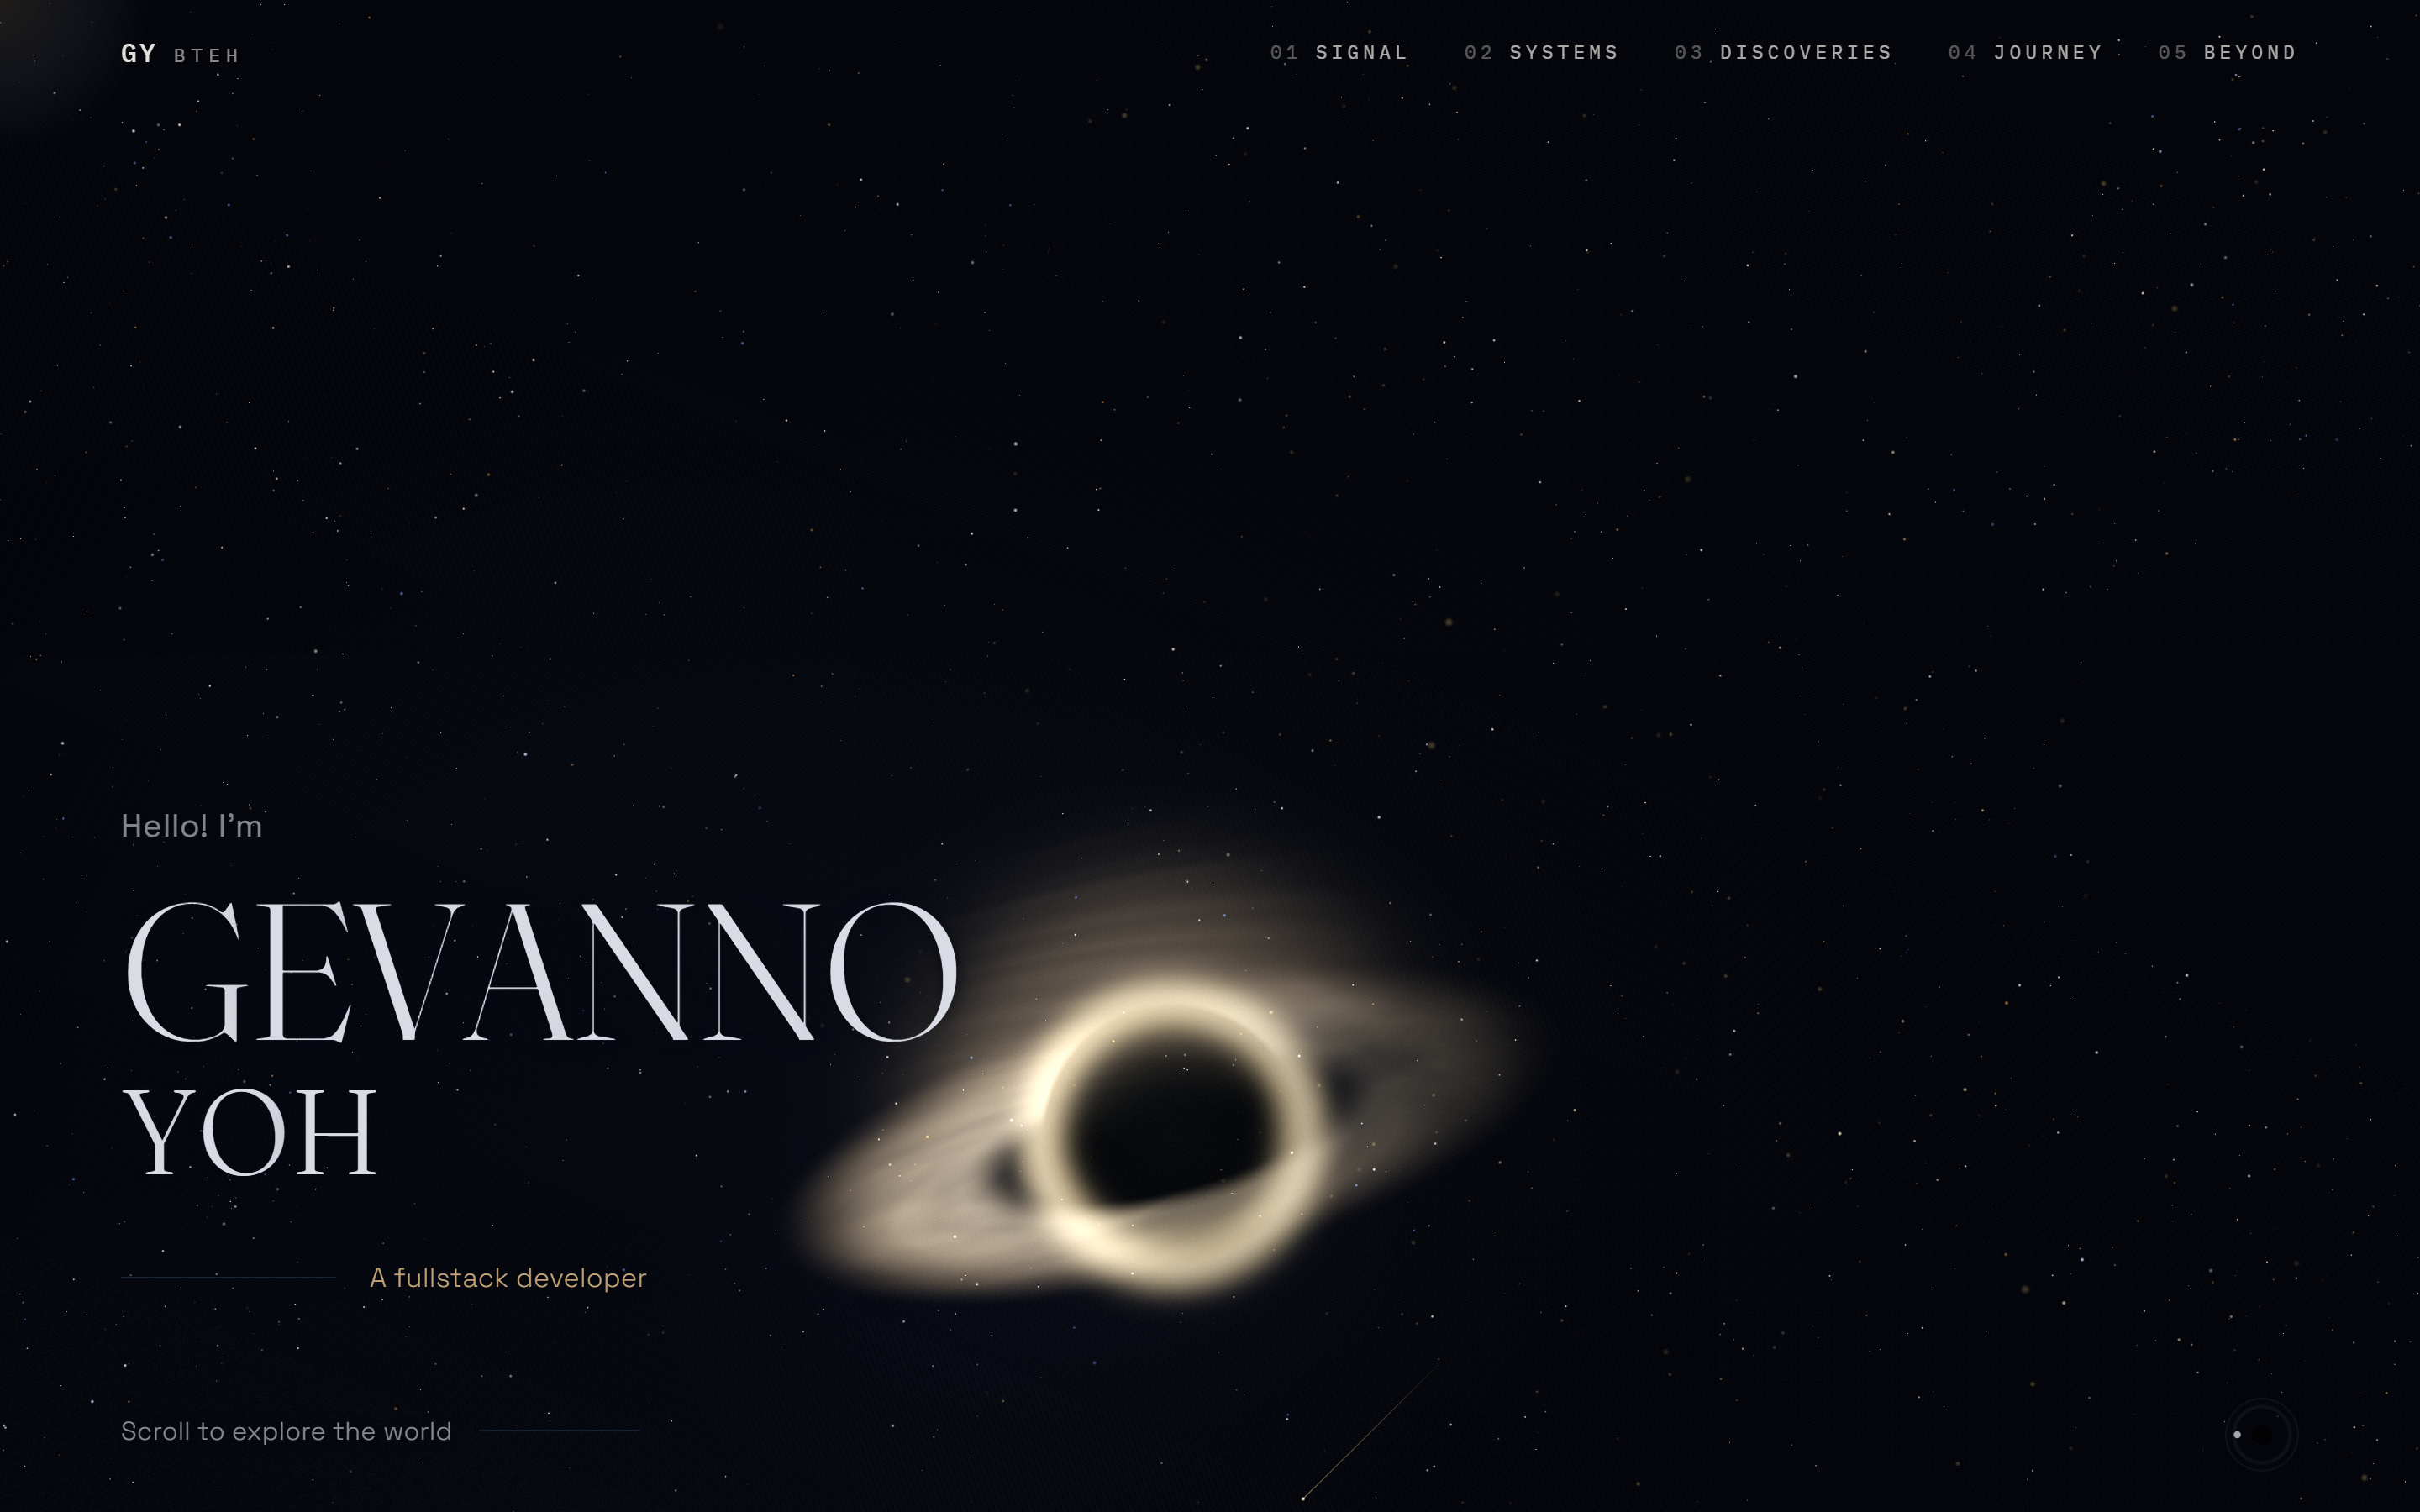 GY BTEH
01 SIGNAL 02 SYSTEMS 03 DISCOVERIES 04 JOURNEY 05 BEYOND
Hello! I’m
GEVANNO
YOH
A fullstack developer
Scroll to explore the world